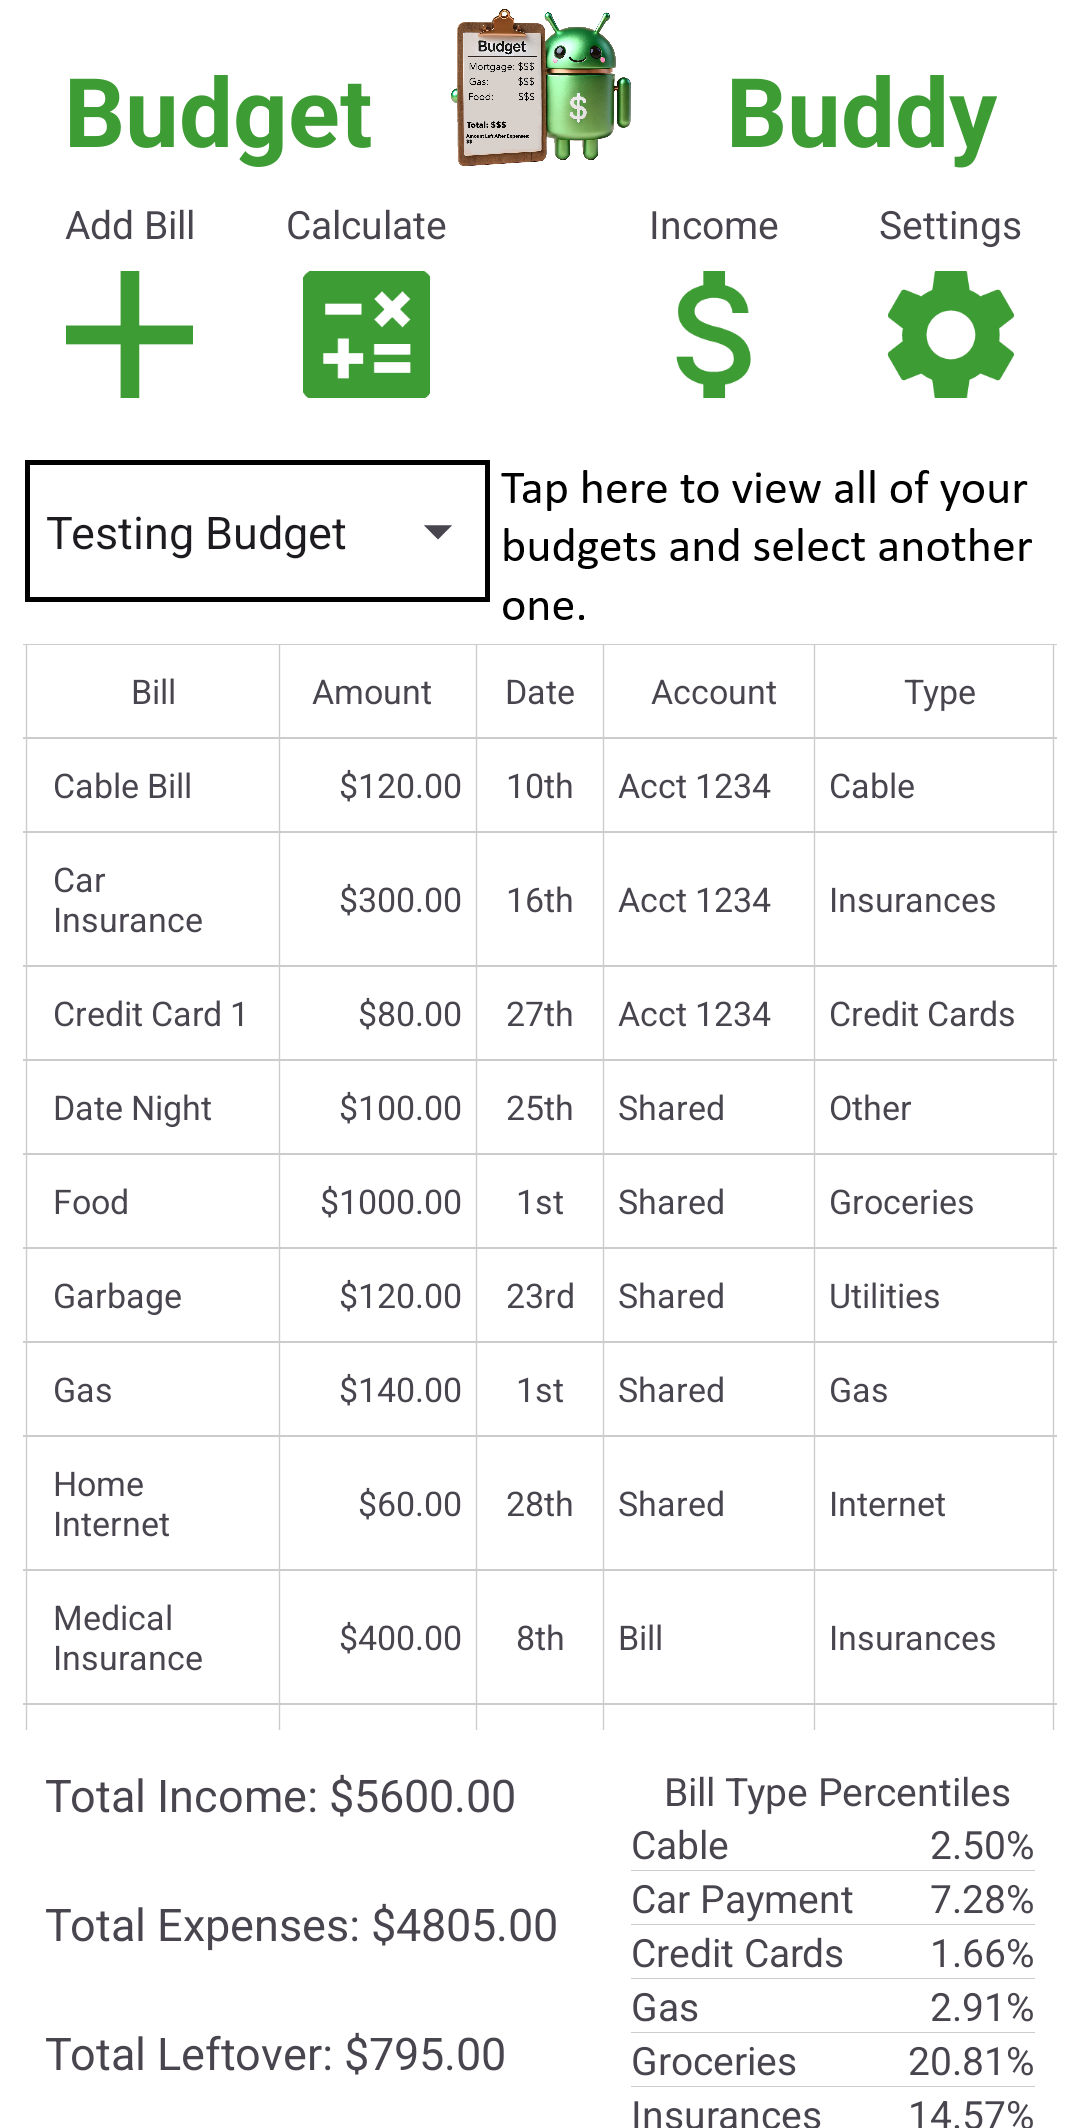 Budget
Budget
Mortgage: $$$
Gas: $$$
Food: $$$
Total: $$$
Amount Left After Expenses:
$$
$
Buddy
Add Bill Calculate Income Settings
Testing Budget
Tap here to view all of your
budgets and select another
one.
Bill Amount Date Account Type
Cable Bill $120.00 10th Acct 1234 Cable
Car
Insurance $300.00 16th Acct 1234 Insurances
Credit Card 1 $80.00 27th Acct 1234 Credit Cards
Date Night $100.00 25th Shared Other
Food $1000.00 1st Shared Groceries
Garbage $120.00 23rd Shared Utilities
Gas $140.00 1st Shared Gas
Home
Internet $60.00 28th Shared Internet
Medical
Insurance $400.00 8th Bill Insurances
Total Income: $5600.00
Total Expenses: $4805.00
Total Leftover: $795.00
Bill Type Percentiles
Cable 2.50%
Car Payment 7.28%
Credit Cards 1.66%
Gas 2.91%
Groceries 20.81%
Insurances 14.57%